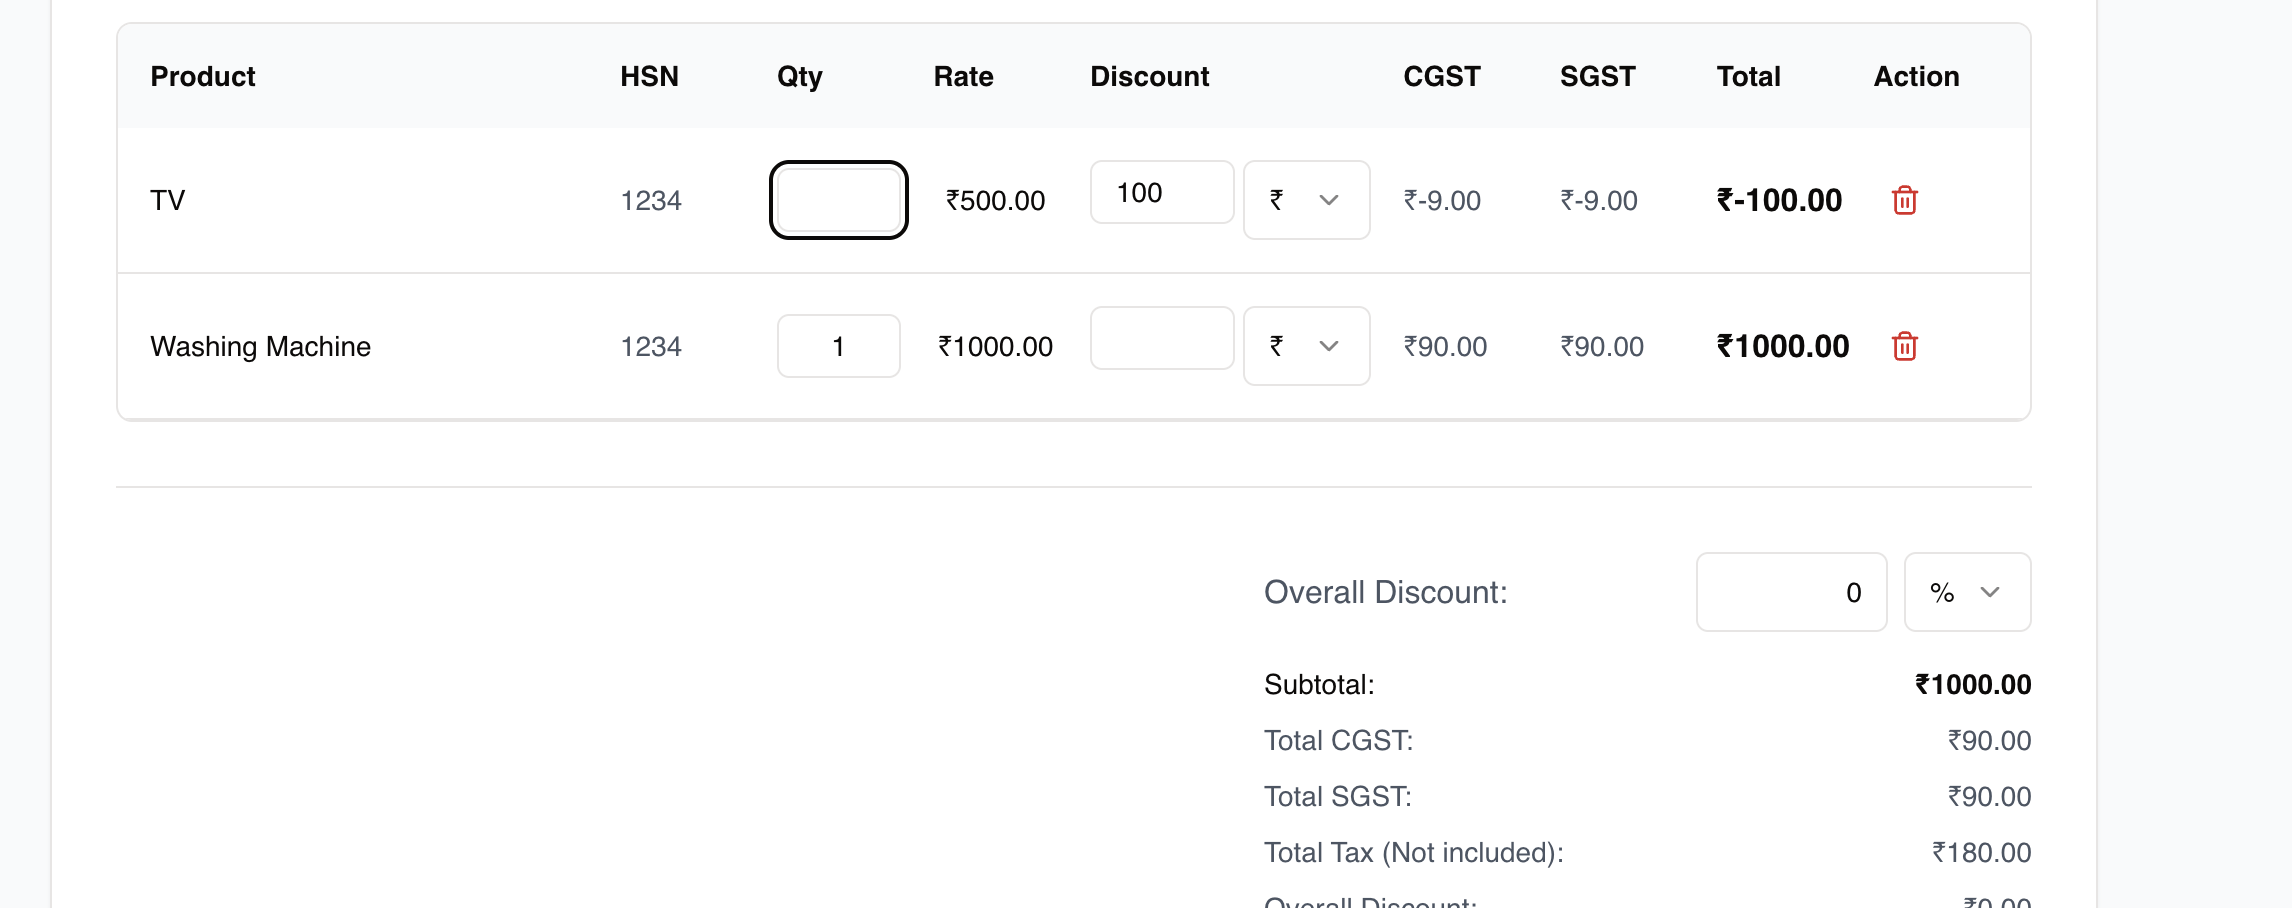 Product HSN Qty Rate Discount CGST SGST Total Action
TV 1234 ₹500.00 100 ₹ ₹-9.00 ₹-9.00 ₹-100.00
Washing Machine 1234 1 ₹1000.00 ₹ ₹90.00 ₹90.00 ₹1000.00
Overall Discount: 0 %
Subtotal: ₹1000.00
Total CGST: ₹90.00
Total SGST: ₹90.00
Total Tax (Not included): ₹180.00
Overall Discount: ₹0.00